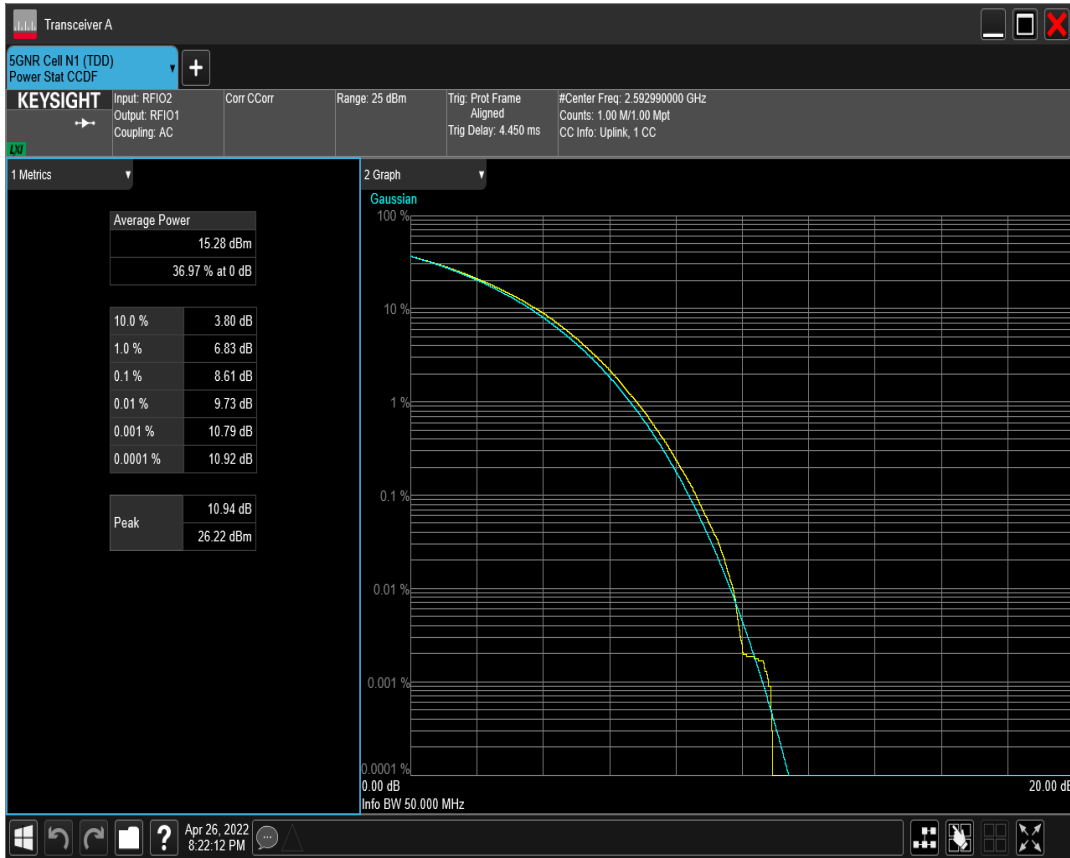 Transceiver A
5GNR Cell N1 (TDD)
Power Stat CCDF
+
KEYSIGHT
LXI
Input: RFIO2
Output: RFIO1
Coupling: AC
Corr CCorr
Range: 25 dBm
Trig: Prot Frame
Aligned
Trig Delay: 4.450 ms
#Center Freq: 2.592990000 GHz
Counts: 1.00 M/1.00 Mpt
CC Info: Uplink, 1 CC
1 Metrics
Average Power
15.28 dBm
36.97 % at 0 dB
10.0 % 3.80 dB
1.0 % 6.83 dB
0.1 % 8.61 dB
0.01 % 9.73 dB
0.001 % 10.79 dB
0.0001 % 10.92 dB
Peak
10.94 dB
26.22 dBm
2 Graph
Gaussian
100 %
10 %
1 %
0.1 %
0.01 %
0.001 %
0.0001 %
0.00 dB 20.00 dB
Info BW 50.000 MHz
?
Apr 26, 2022
8:22:12 PM